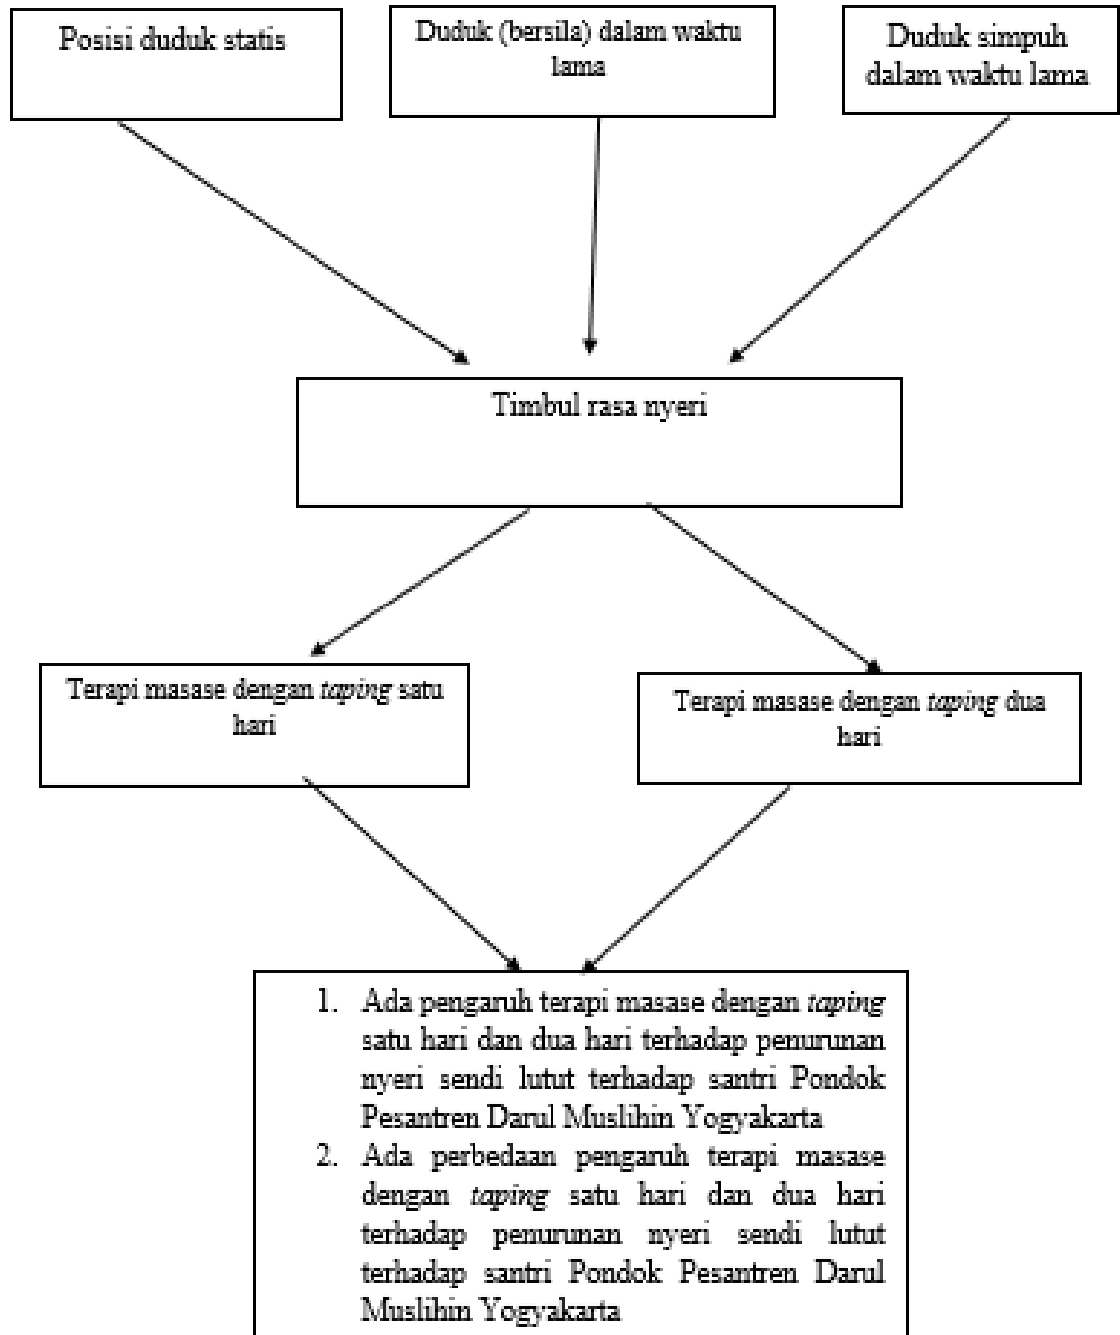 Posisi duduk statis
Duduk (bersila) dalam waktu
lama
Duduk simpuh
dalam waktu lama
Timbul rasa nyeri
Terapi masase dengan taping satu
hari
Terapi masase dengan taping dua
hari
1. Ada pengaruh terapi masase dengan taping
satu hari dan dua hari terhadap penurunan
nyeri sendi lutut terhadap santri Pondok
Pesantren Darul Muslihin Yogyakarta
2. Ada perbedaan pengaruh terapi masase
dengan taping satu hari dan dua hari
terhadap penurunan nyeri sendi lutut
terhadap santri Pondok Pesantren Darul
Muslihin Yogyakarta